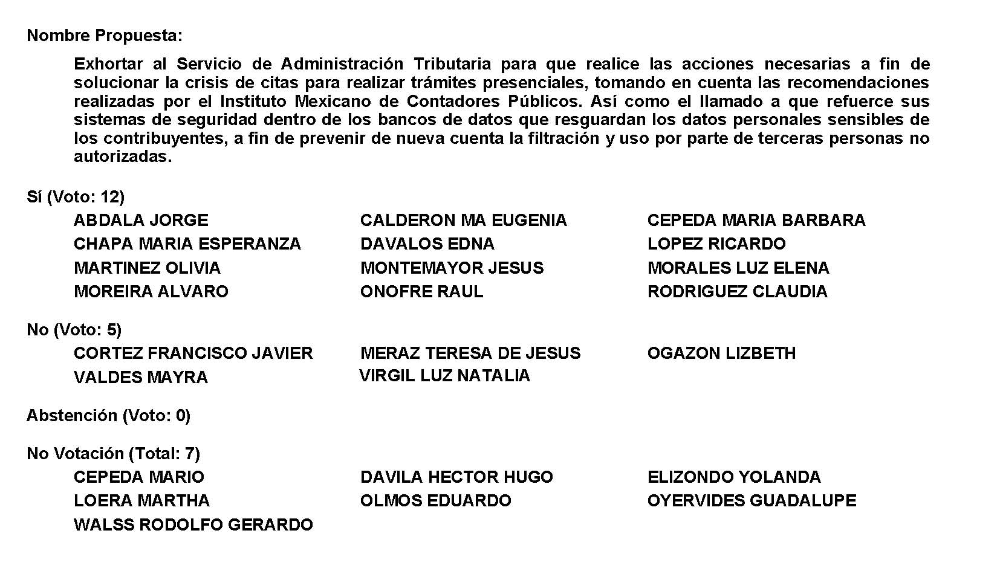 Nombre Propuesta:
Exhortar al Servicio de Administración Tributaria para que realice las acciones necesarias a fin de
solucionar la crisis de citas para realizar trámites presenciales, tomando en cuenta las recomendaciones
realizadas por el Instituto Mexicano de Contadores Públicos. Así como el llamado a que refuerce sus
sistemas de seguridad dentro de los bancos de datos que resguardan los datos personales sensibles de
los contribuyentes, a fin de prevenir de nueva cuenta la filtración y uso por parte de terceras personas no
autorizadas.
Sí (Voto: 12)
ABDALA JORGE CALDERON MA EUGENIA CEPEDA MARIA BARBARA
CHAPA MARIA ESPERANZA DAVALOS EDNA LOPEZ RICARDO
MARTINEZ OLIVIA MONTEMAYOR JESUS MORALES LUZ ELENA
MOREIRA ALVARO ONOFRE RAUL RODRIGUEZ CLAUDIA
No (Voto: 5)
CORTEZ FRANCISCO JAVIER MERAZ TERESA DE JESUS OGAZON LIZBETH
VALDES MAYRA VIRGIL LUZ NATALIA
Abstención (Voto: 0)
No Votación (Total: 7)
CEPEDA MARIO DAVILA HECTOR HUGO ELIZONDO YOLANDA
LOERA MARTHA OLMOS EDUARDO OYERVIDES GUADALUPE
WALSS RODOLFO GERARDO